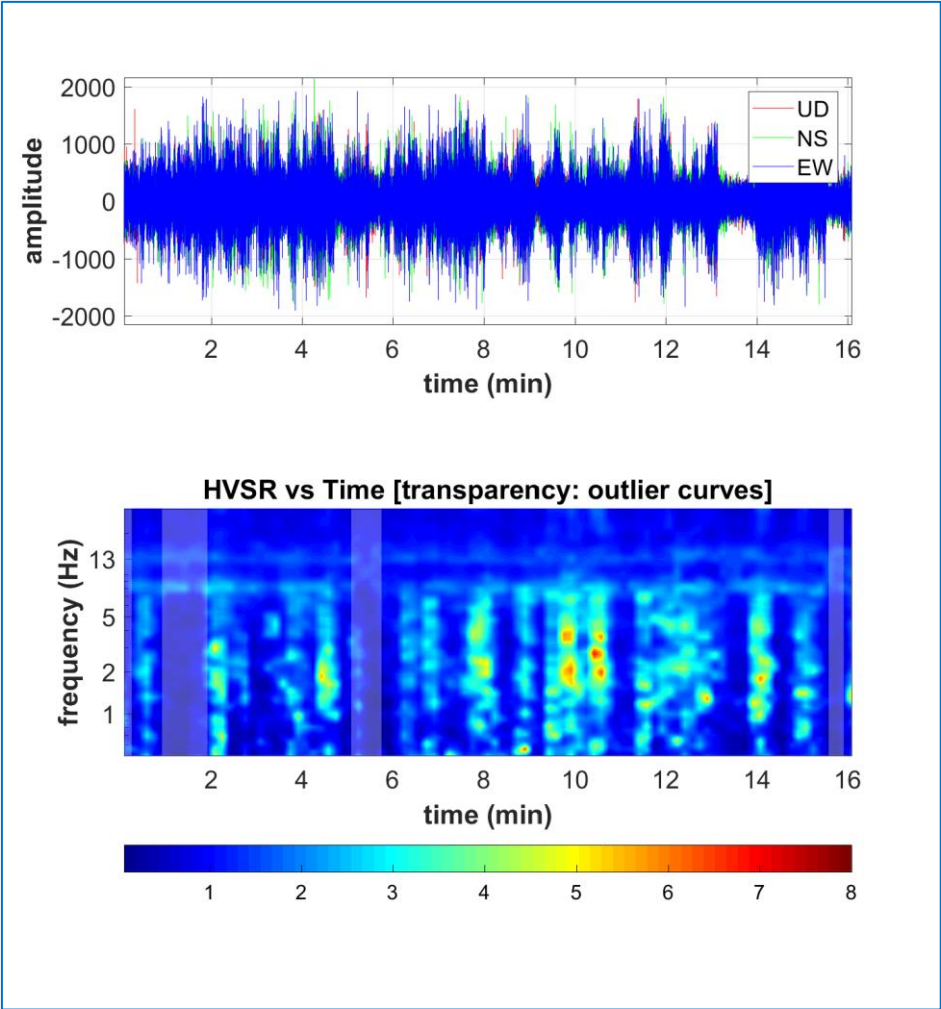 2000
1000
0
-1000
-2000
amplitude
UD
NS
EW
2 4 6 8 10 12 14 16
time (min)
HVSR vs Time [transparency: outlier curves]
13
5
2
1
frequency (Hz)
2 4 6 8 10 12 14 16
time (min)
1 2 3 4 5 6 7 8